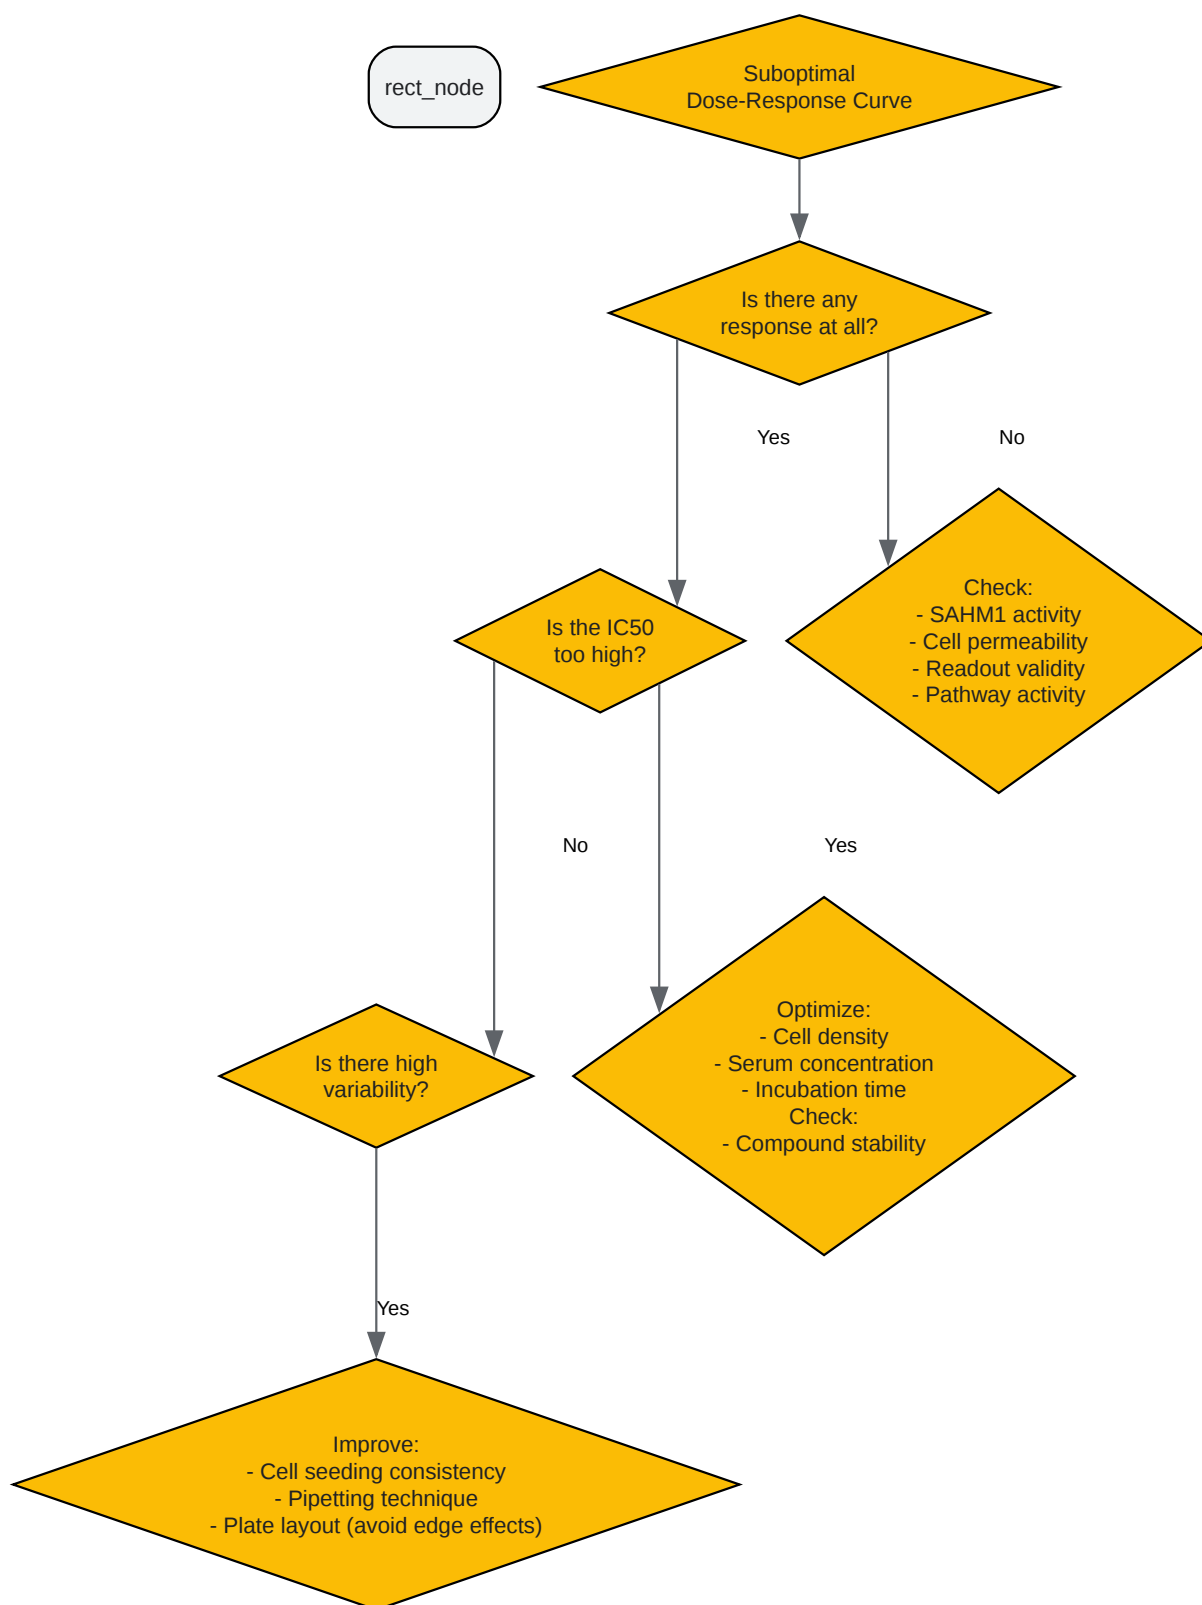 rect_node
Suboptimal
Dose-Response Curve
Is there any
response at all?
Yes
No
Check:
- SAHM1 activity
- Cell permeability
- Readout validity
- Pathway activity
Is the IC50
too high?
No
Yes
Optimize:
- Cell density
- Serum concentration
- Incubation time
Check:
- Compound stability
Is there high
variability?
Yes
Improve:
- Cell seeding consistency
- Pipetting technique
- Plate layout (avoid edge effects)